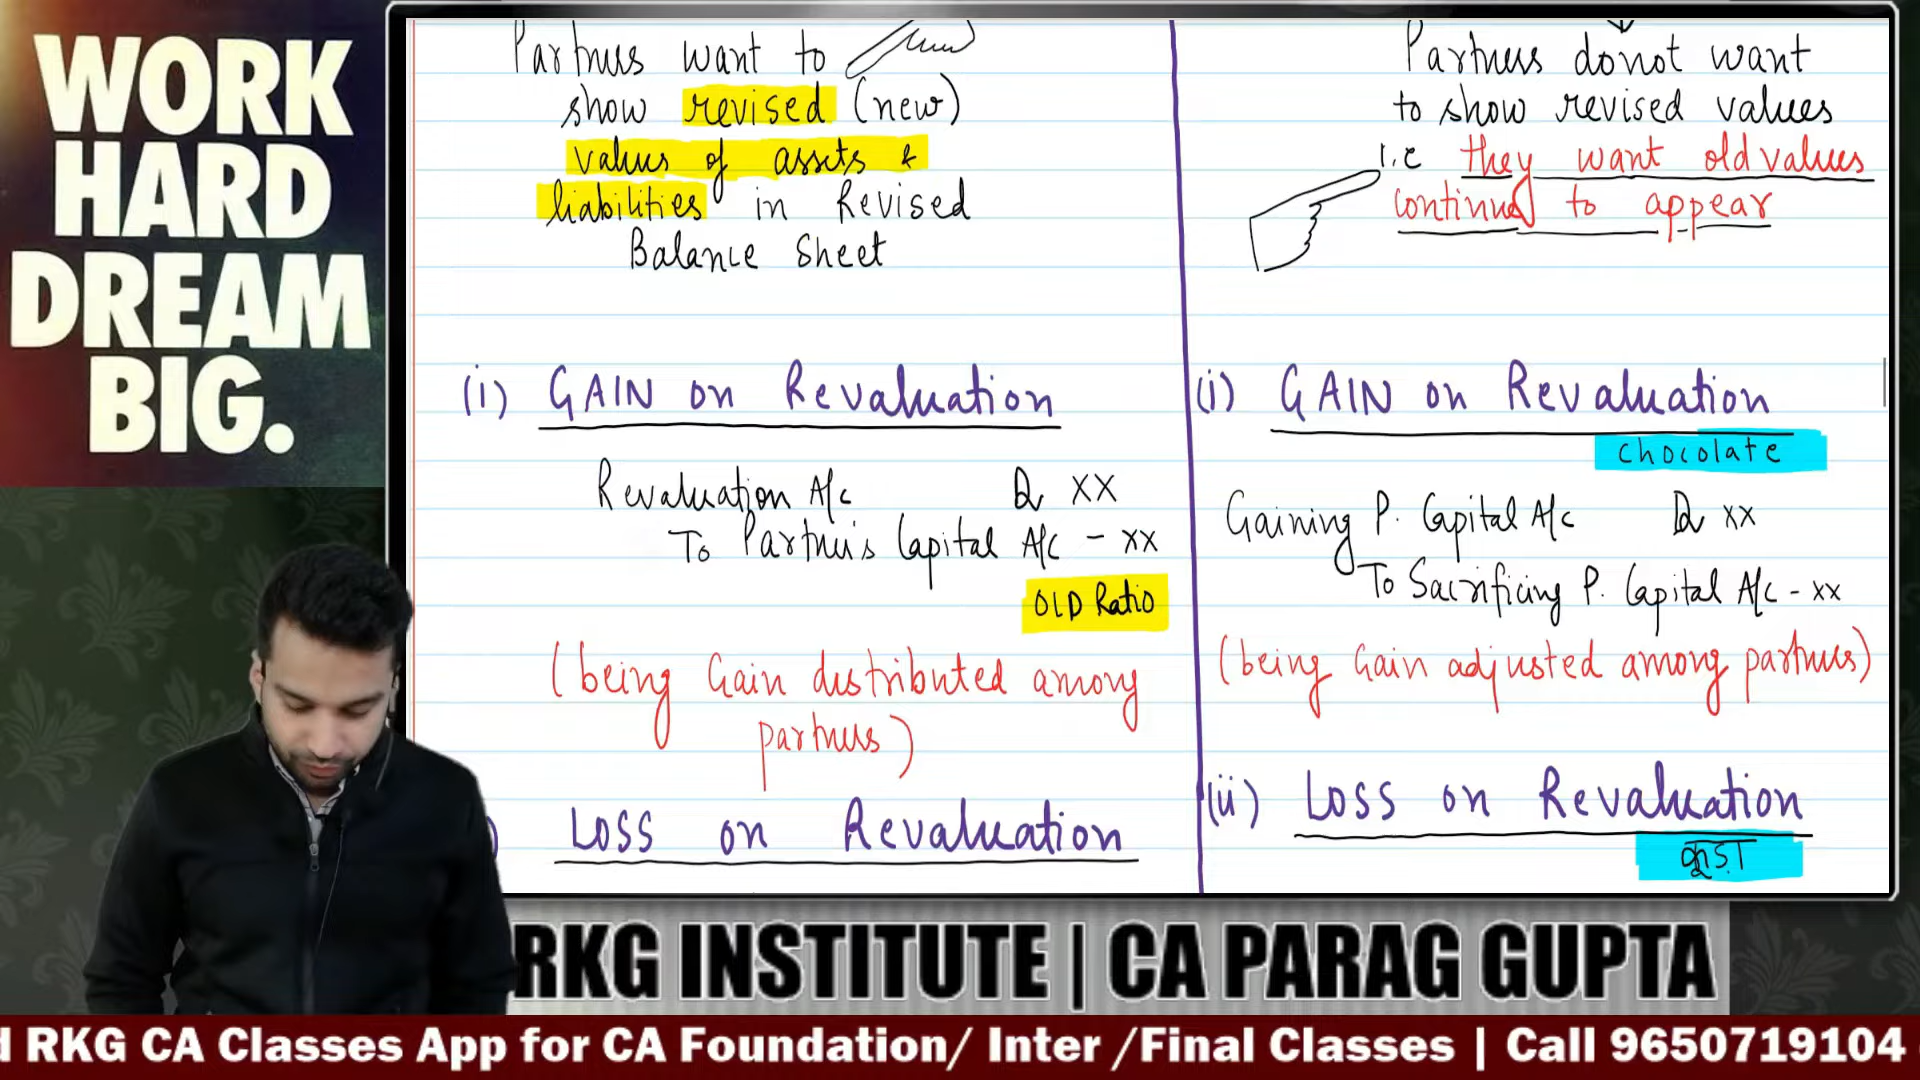 WORK
HARD
DREAM
BIG.
Partners want to
show revised (new)
values of assets &
liabilities in Revised
Balance Sheet
(i) GAIN on Revaluation
Revaluation A/c Dr XX
To Partner's Capital A/c - XX
OLD Ratio
(being Gain distributed among
partners)
) LOSS on Revaluation
Partners do not want
to show revised values
i.e they want old values
continued to appear
(i) GAIN on Revaluation
Chocolate
Gaining P. Capital A/c Dr XX
To Sacrificing P. Capital A/c - XX
(being Gain adjusted among partners)
(ii) LOSS on Revaluation
RKG INSTITUTE | CA PARAG GUPTA
d RKG CA Classes App for CA Foundation/ Inter /Final Classes | Call 9650719104